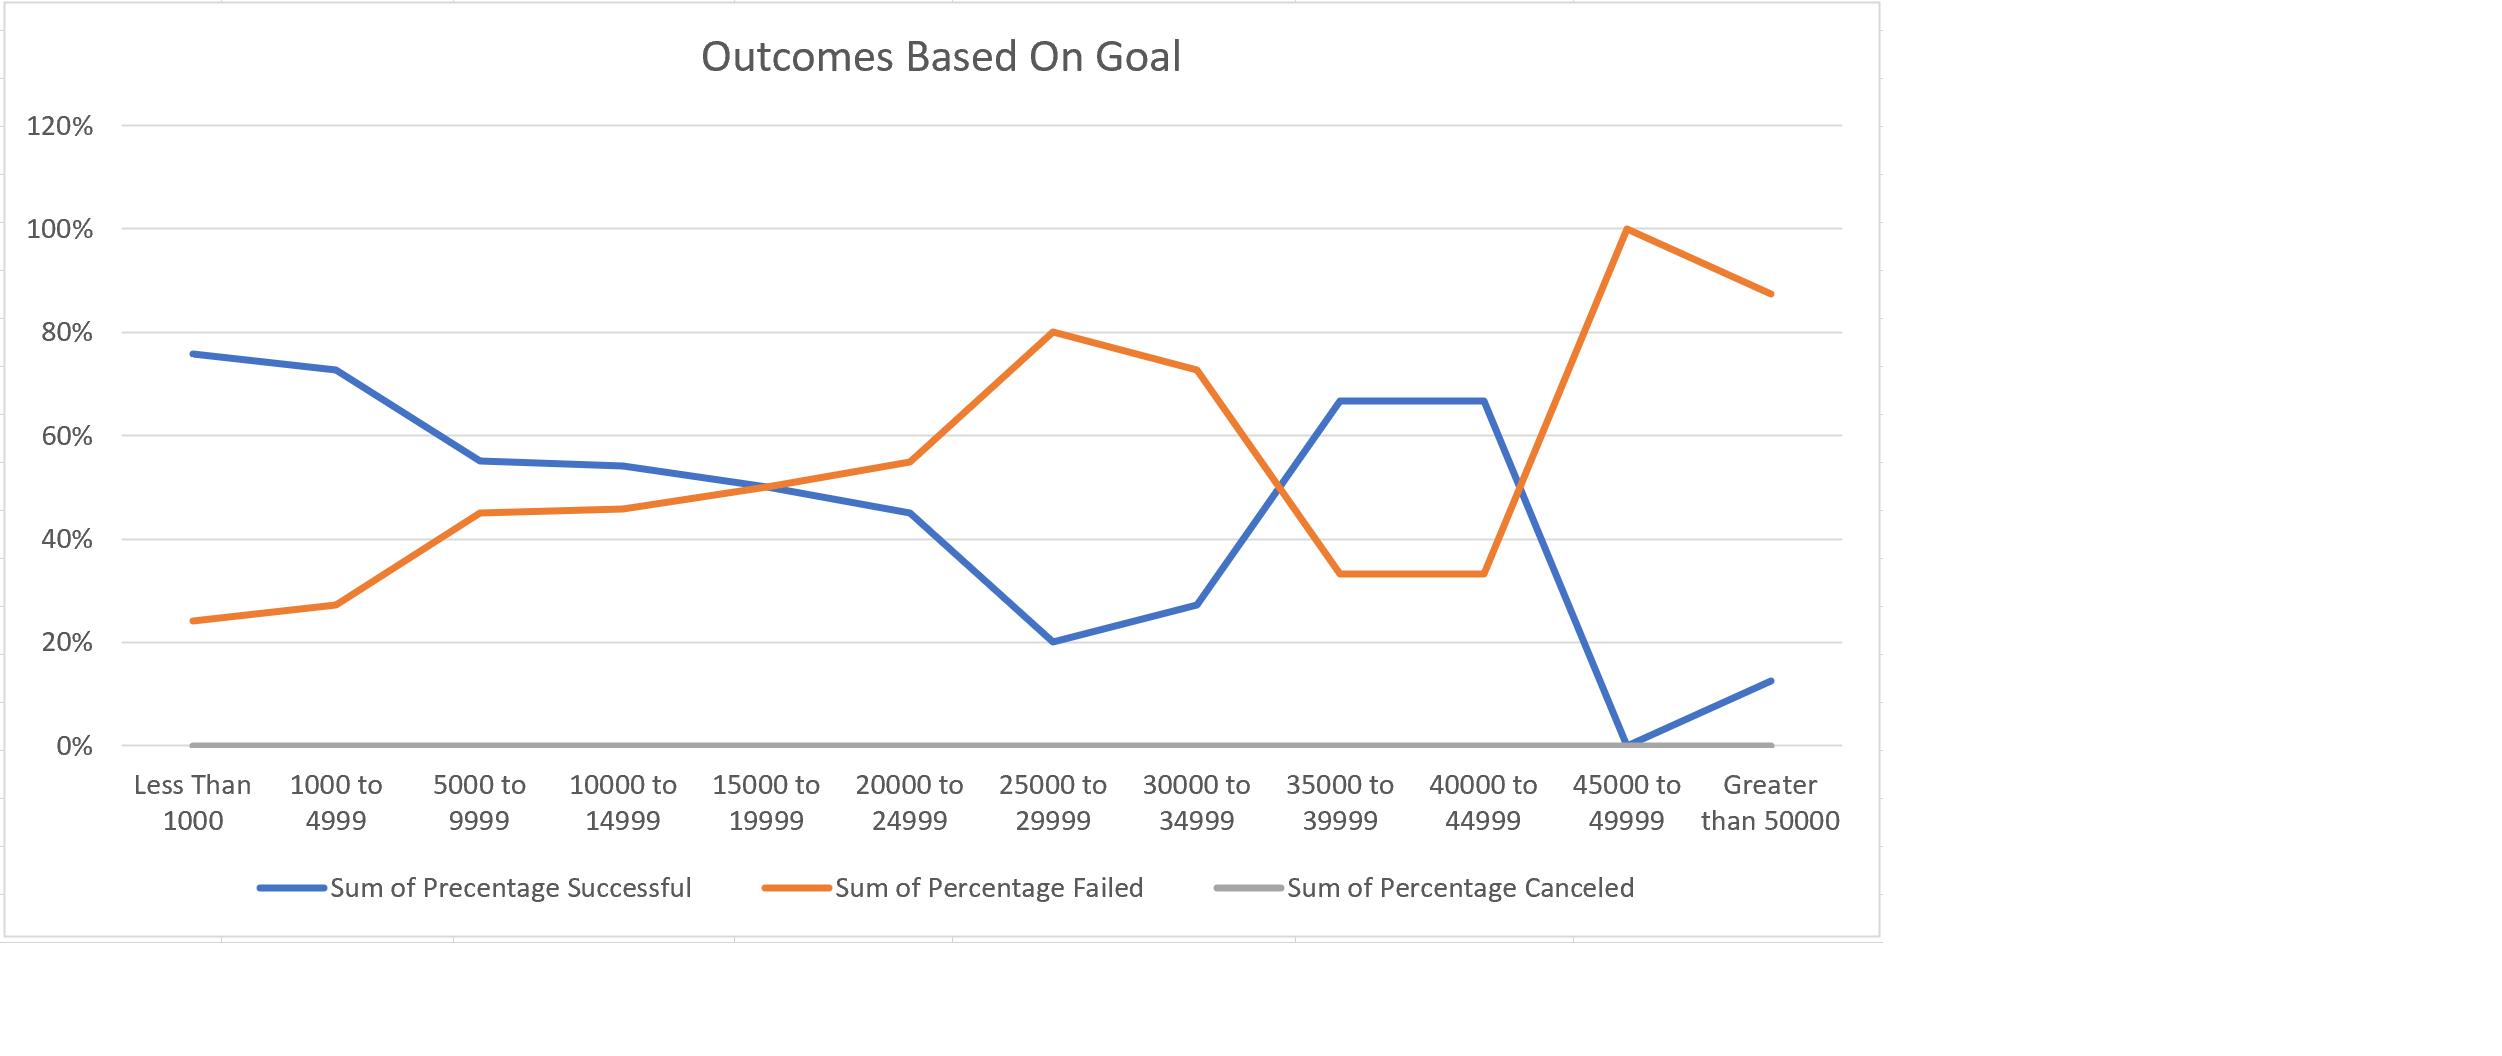 Outcomes Based On Goal
120%
100%
80%
60%
40%
20%
0%
Less Than 1000
1000 to 4999
5000 to 9999
10000 to 14999
15000 to 19999
20000 to 24999
25000 to 29999
30000 to 34999
35000 to 39999
40000 to 44999
45000 to 49999
Greater than 50000
Sum of Precentage Successful
Sum of Percentage Failed
Sum of Percentage Canceled